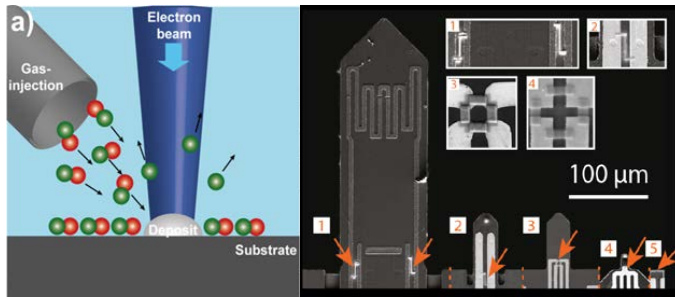 a)
Electron
beam
Gas-
injection
Deposit
Substrate
1
2
3
4
100 µm
1
2
3
4
5